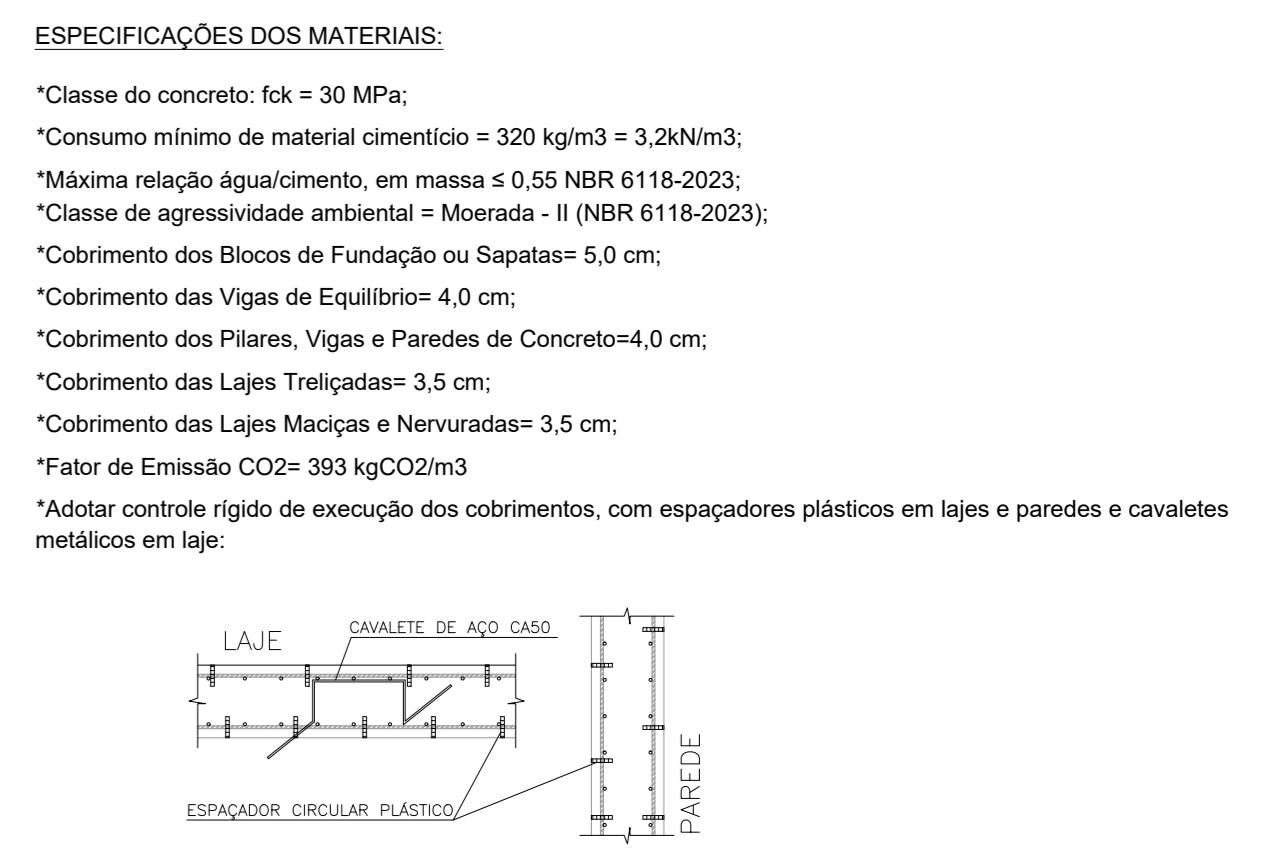 ESPECIFICAÇÕES DOS MATERIAIS:
*Classe do concreto: fck = 30 MPa;
*Consumo mínimo de material cimentício = 320 kg/m3 = 3,2kN/m3;
*Máxima relação água/cimento, em massa ≤ 0,55 NBR 6118-2023;
*Classe de agressividade ambiental = Moerada - II (NBR 6118-2023);
*Cobrimento dos Blocos de Fundação ou Sapatas= 5,0 cm;
*Cobrimento das Vigas de Equilíbrio= 4,0 cm;
*Cobrimento dos Pilares, Vigas e Paredes de Concreto=4,0 cm;
*Cobrimento das Lajes Treliçadas= 3,5 cm;
*Cobrimento das Lajes Maciças e Nervuradas= 3,5 cm;
*Fator de Emissão CO2= 393 kgCO2/m3
*Adotar controle rígido de execução dos cobrimentos, com espaçadores plásticos em lajes e paredes e cavaletes
metálicos em laje:
LAJE
CAVALETE DE AÇO CA50
ESPAÇADOR CIRCULAR PLÁSTICO
PAREDE